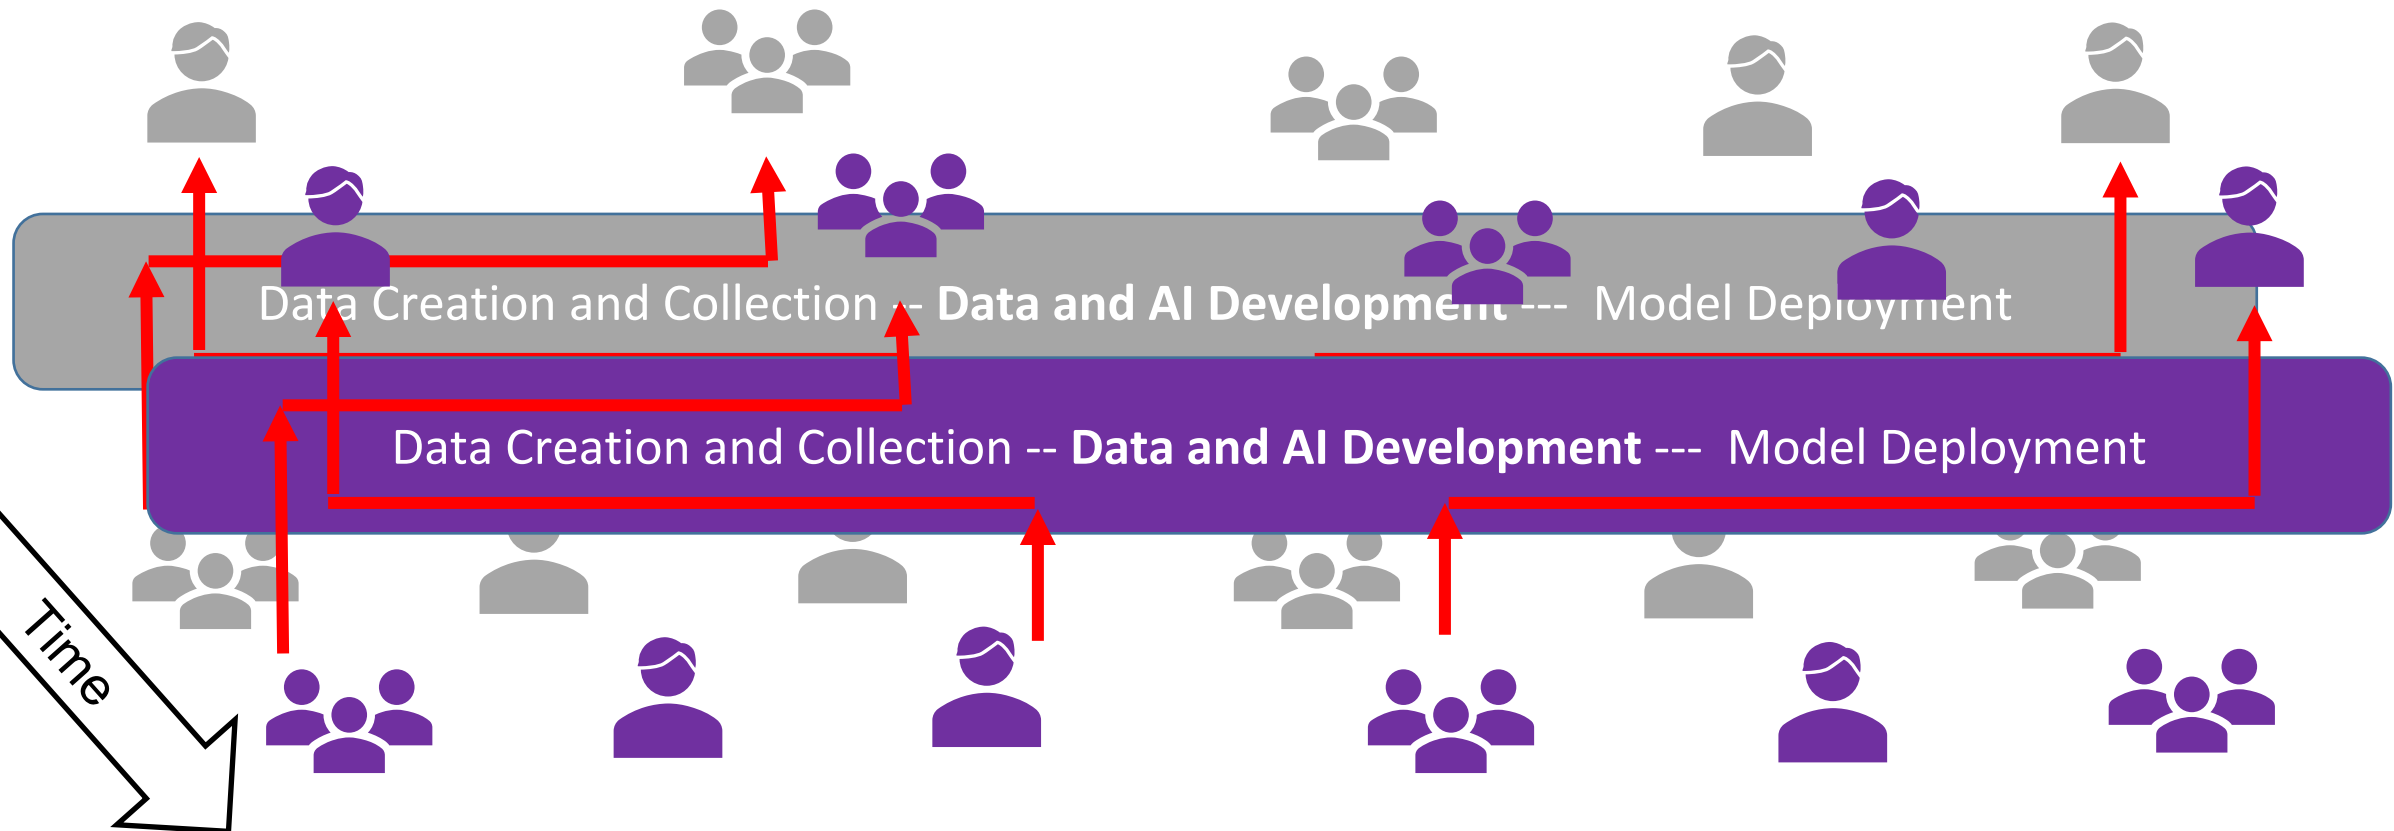 Data Creation and Collection -- Data and AI Development --- Model Deployment
Data Creation and Collection -- Data and AI Development --- Model Deployment
Time